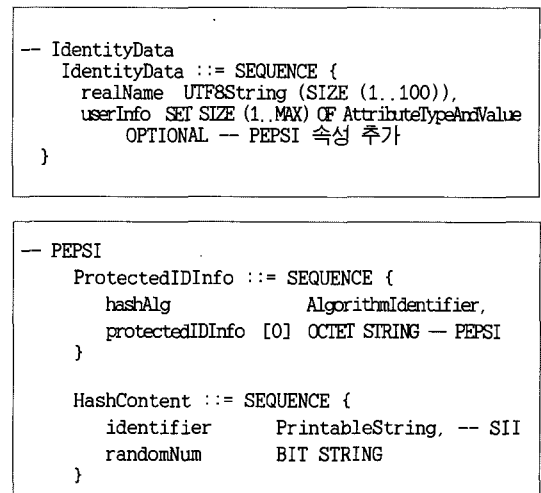 -- IdentityData
IdentityData ::= SEQUENCE {
realName UTF8String (SIZE (1..100)),
userInfo SET SIZE (1..MAX) OF AttributeTypeAndValue
OPTIONAL -- PEPSI 속성 추가
}
-- PEPSI
ProtectedIDInfo ::= SEQUENCE {
hashAlg AlgorithmIdentifier,
protectedIDInfo [0] OCTET STRING -- PEPSI
}
HashContent ::= SEQUENCE {
identifier PrintableString, -- SII
randomNum BIT STRING
}